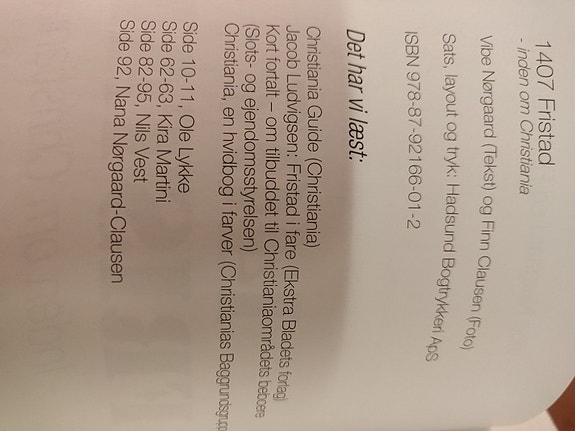 1407 Fristad
- inden om Christiania
Vibe Nørgaard (Tekst) og Finn Clausen (Foto)
Sats, layout og tryk: Hadsund Bogtrykkeri ApS
ISBN 978-87-92166-01-2
Det har vi læst:
Christiania Guide (Christiania)
Jacob Ludvigsen: Fristad i fare (Ekstra Bladets forlag)
Kort fortalt – om tilbuddet til Christianiaområdets beboere
(Slots- og ejendomsstyrelsen)
Christiania, en hvidbog i farver (Christianias Baggrundsgrupp
Side 10-11, Ole Lykke
Side 62-63, Kira Martini
Side 82-95, Nils Vest
Side 92, Nana Nørgaard-Clausen